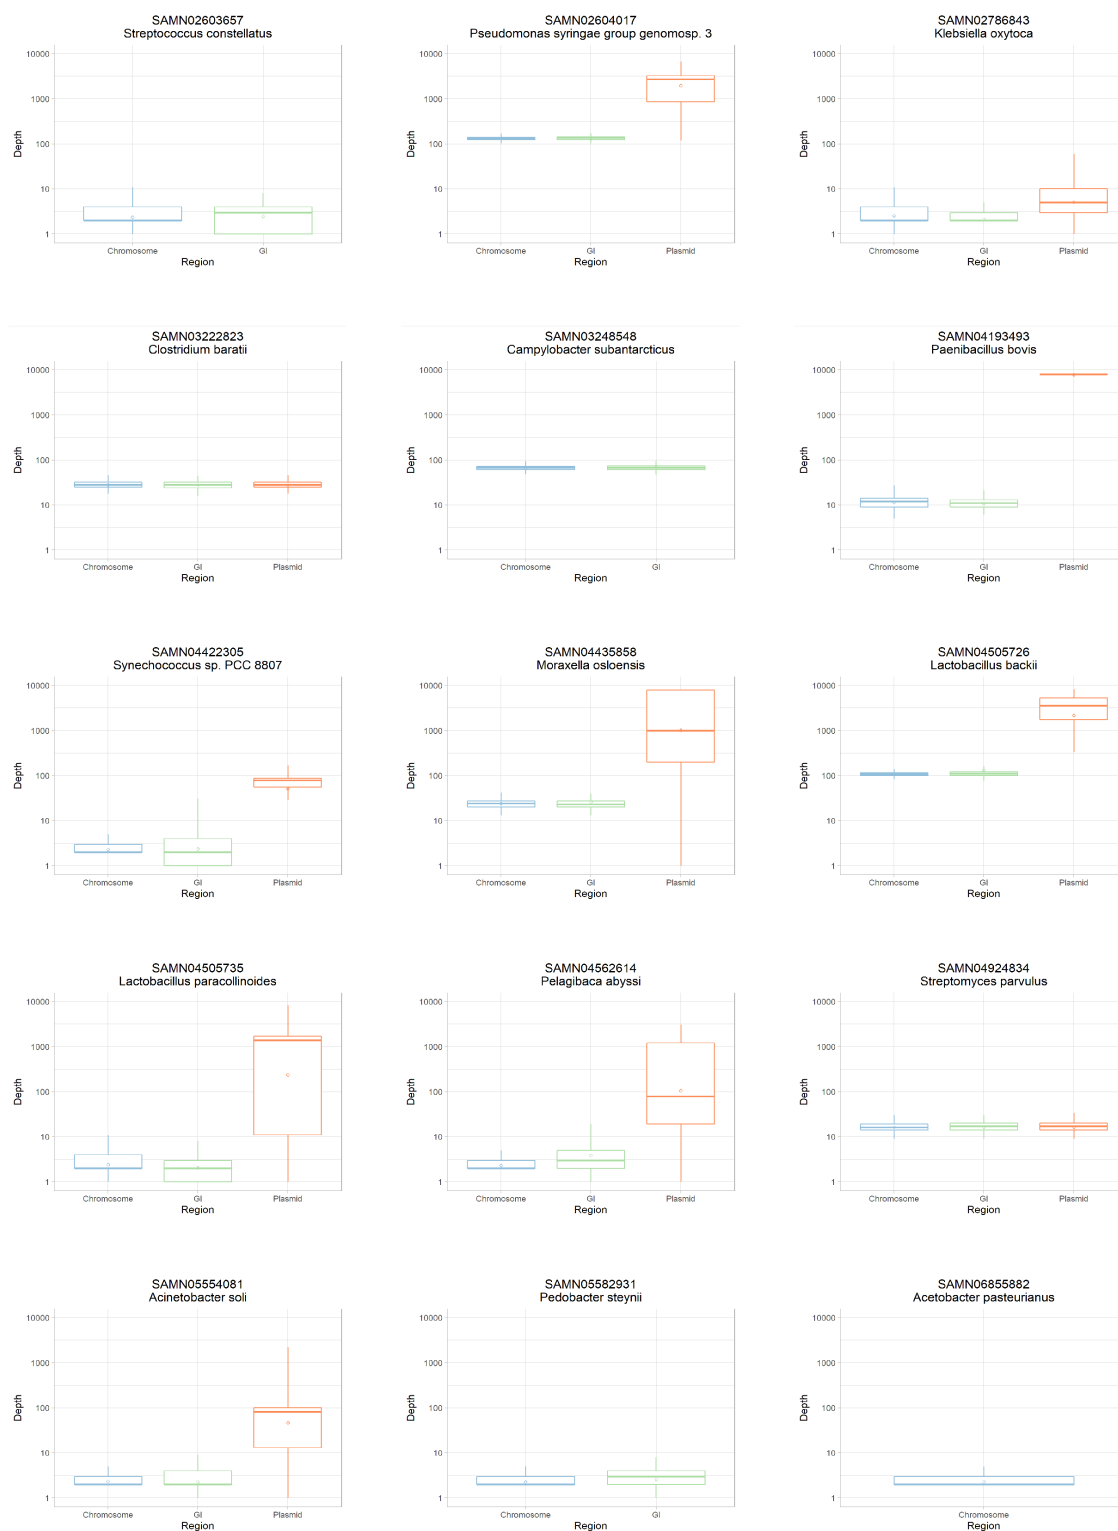 SAMN02603657
Streptococcus constellatus
10000
1000
100
10
1
Depth
Chromosome
GI
Region
SAMN02604017
Pseudomonas syringae group genomosp. 3
10000
1000
100
10
1
Depth
Chromosome
GI
Plasmid
Region
SAMN02786843
Klebsiella oxytoca
10000
1000
100
10
1
Depth
Chromosome
GI
Plasmid
Region
SAMN03222823
Clostridium baratii
10000
1000
100
10
1
Depth
Chromosome
GI
Plasmid
Region
SAMN03248548
Campylobacter subantarcticus
10000
1000
100
10
1
Depth
Chromosome
GI
Region
SAMN04193493
Paenibacillus bovis
10000
1000
100
10
1
Depth
Chromosome
GI
Plasmid
Region
SAMN04422305
Synechococcus sp. PCC 8807
10000
1000
100
10
1
Depth
Chromosome
GI
Plasmid
Region
SAMN04435858
Moraxella osloensis
10000
1000
100
10
1
Depth
Chromosome
GI
Plasmid
Region
SAMN04505726
Lactobacillus backii
10000
1000
100
10
1
Depth
Chromosome
GI
Plasmid
Region
SAMN04505735
Lactobacillus paracollinoides
10000
1000
100
10
1
Depth
Chromosome
GI
Plasmid
Region
SAMN04562614
Pelagibaca abyssi
10000
1000
100
10
1
Depth
Chromosome
GI
Plasmid
Region
SAMN04924834
Streptomyces parvulus
10000
1000
100
10
1
Depth
Chromosome
GI
Plasmid
Region
SAMN05554081
Acinetobacter soli
10000
1000
100
10
1
Depth
Chromosome
GI
Plasmid
Region
SAMN05582931
Pedobacter steynii
10000
1000
100
10
1
Depth
Chromosome
GI
Region
SAMN06855882
Acetobacter pasteurianus
10000
1000
100
10
1
Depth
Chromosome
Region